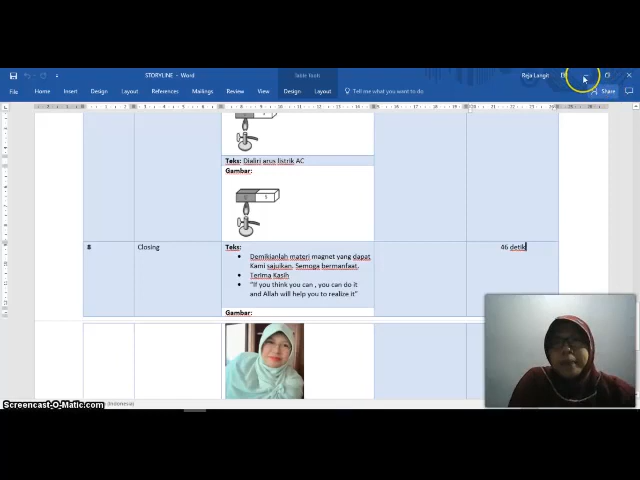 STORYLINE - Word
Table Tools
Reja Langit
File
Home
Insert
Design
Layout
References
Mailings
Review
View
Design
Layout
Tell me what you want to do
Share
Teks: Dialiri arus listrik AC
Gambar:
8
Closing
Teks:
46 detik
Demikianlah materi magnet yang dapat
Kami sajuikan. Semoga bermanfaat.
Terima Kasih
"If you think you can , you can do it
and Allah will help you to realize it"
Gambar:
Screencast-O-Matic.com
(Indonesia)